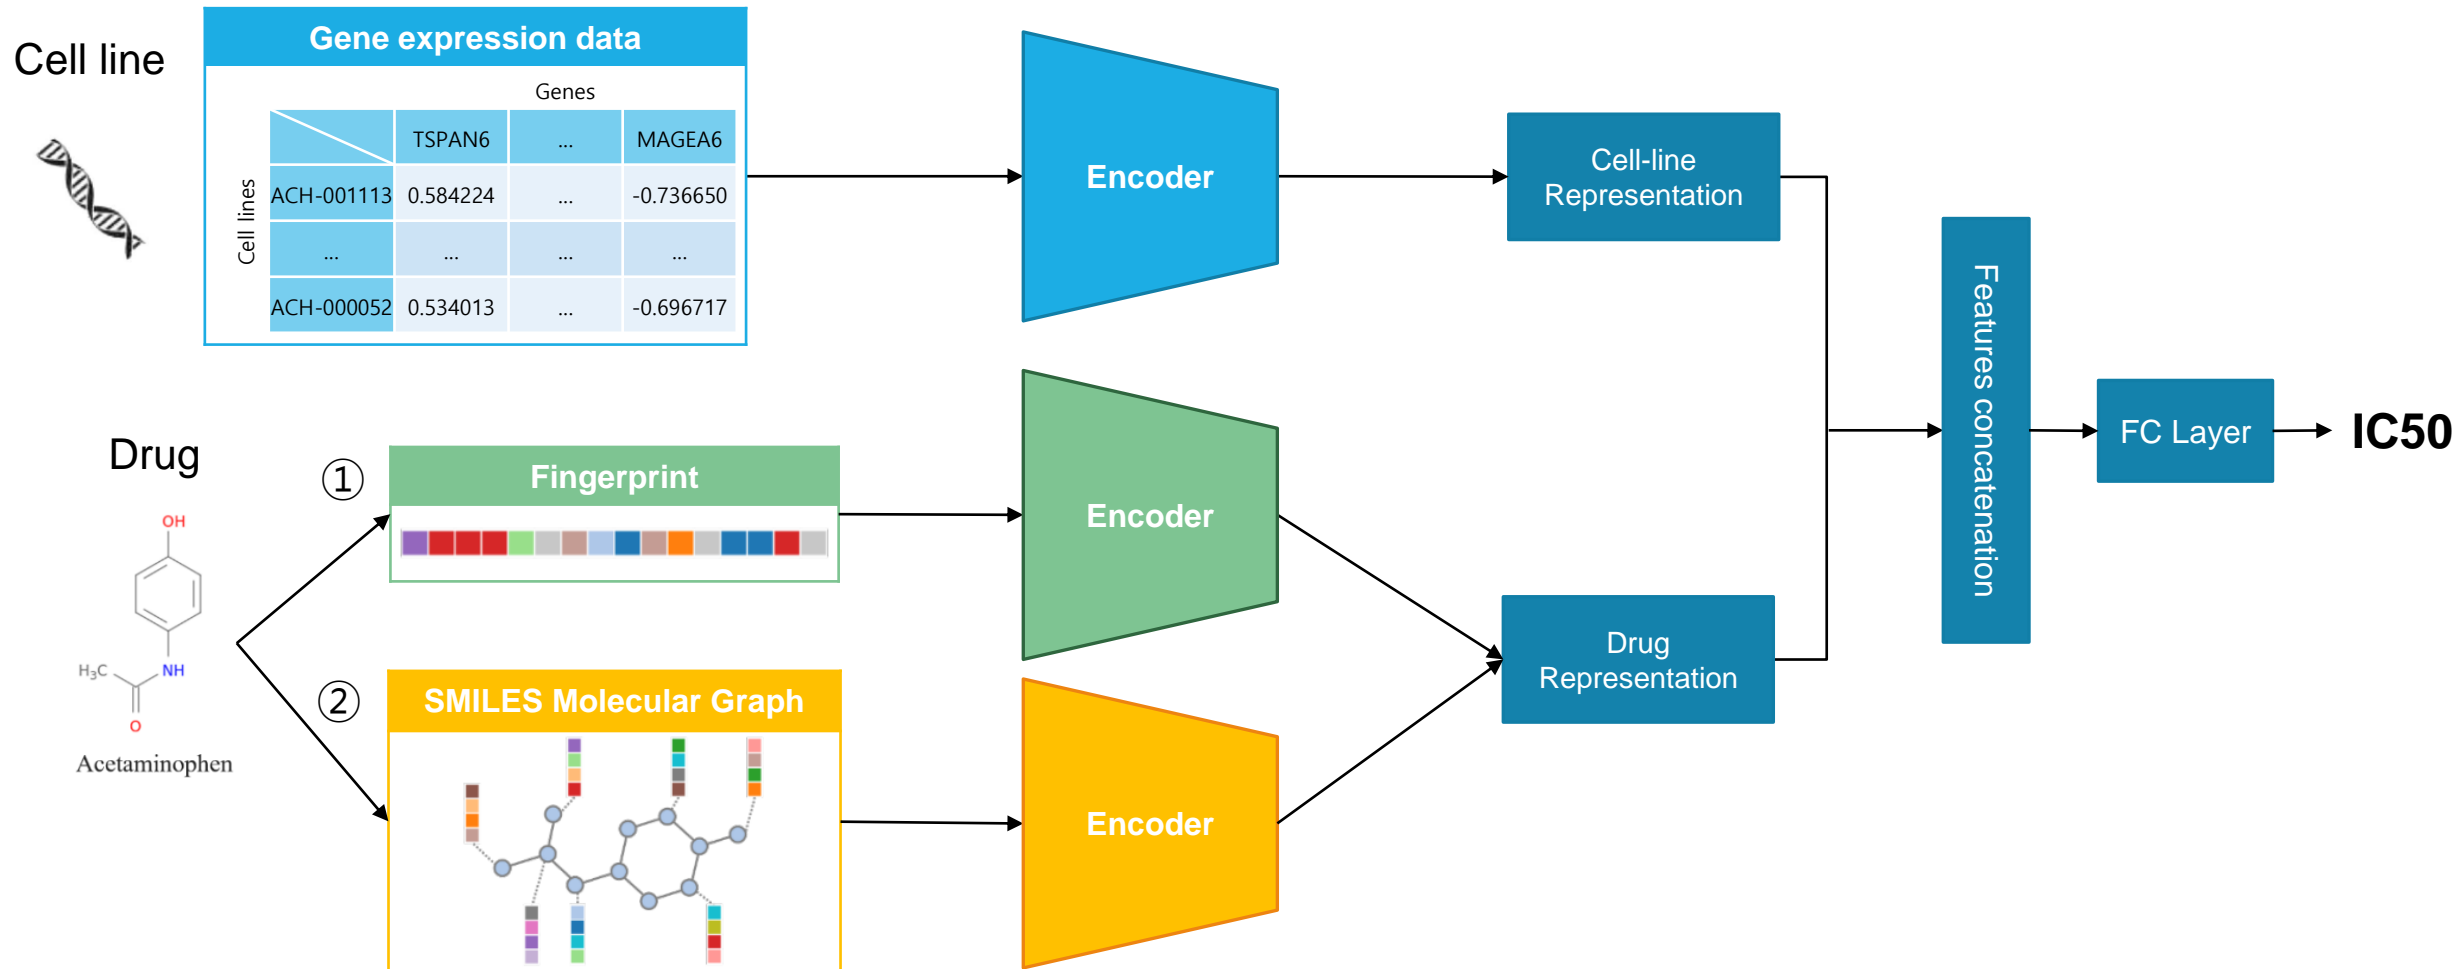 Cell line
Gene expression data
Genes
Cell lines
TSPAN6 ... MAGEA6
ACH-001113 0.584224 ... -0.736650
... ... ... ...
ACH-000052 0.534013 ... -0.696717
Encoder
Cell-line
Representation
Drug
OH
NH
H₃C
O
Acetaminophen
①
Fingerprint
Encoder
②
SMILES Molecular Graph
Encoder
Drug
Representation
Features concatenation
FC Layer
IC50